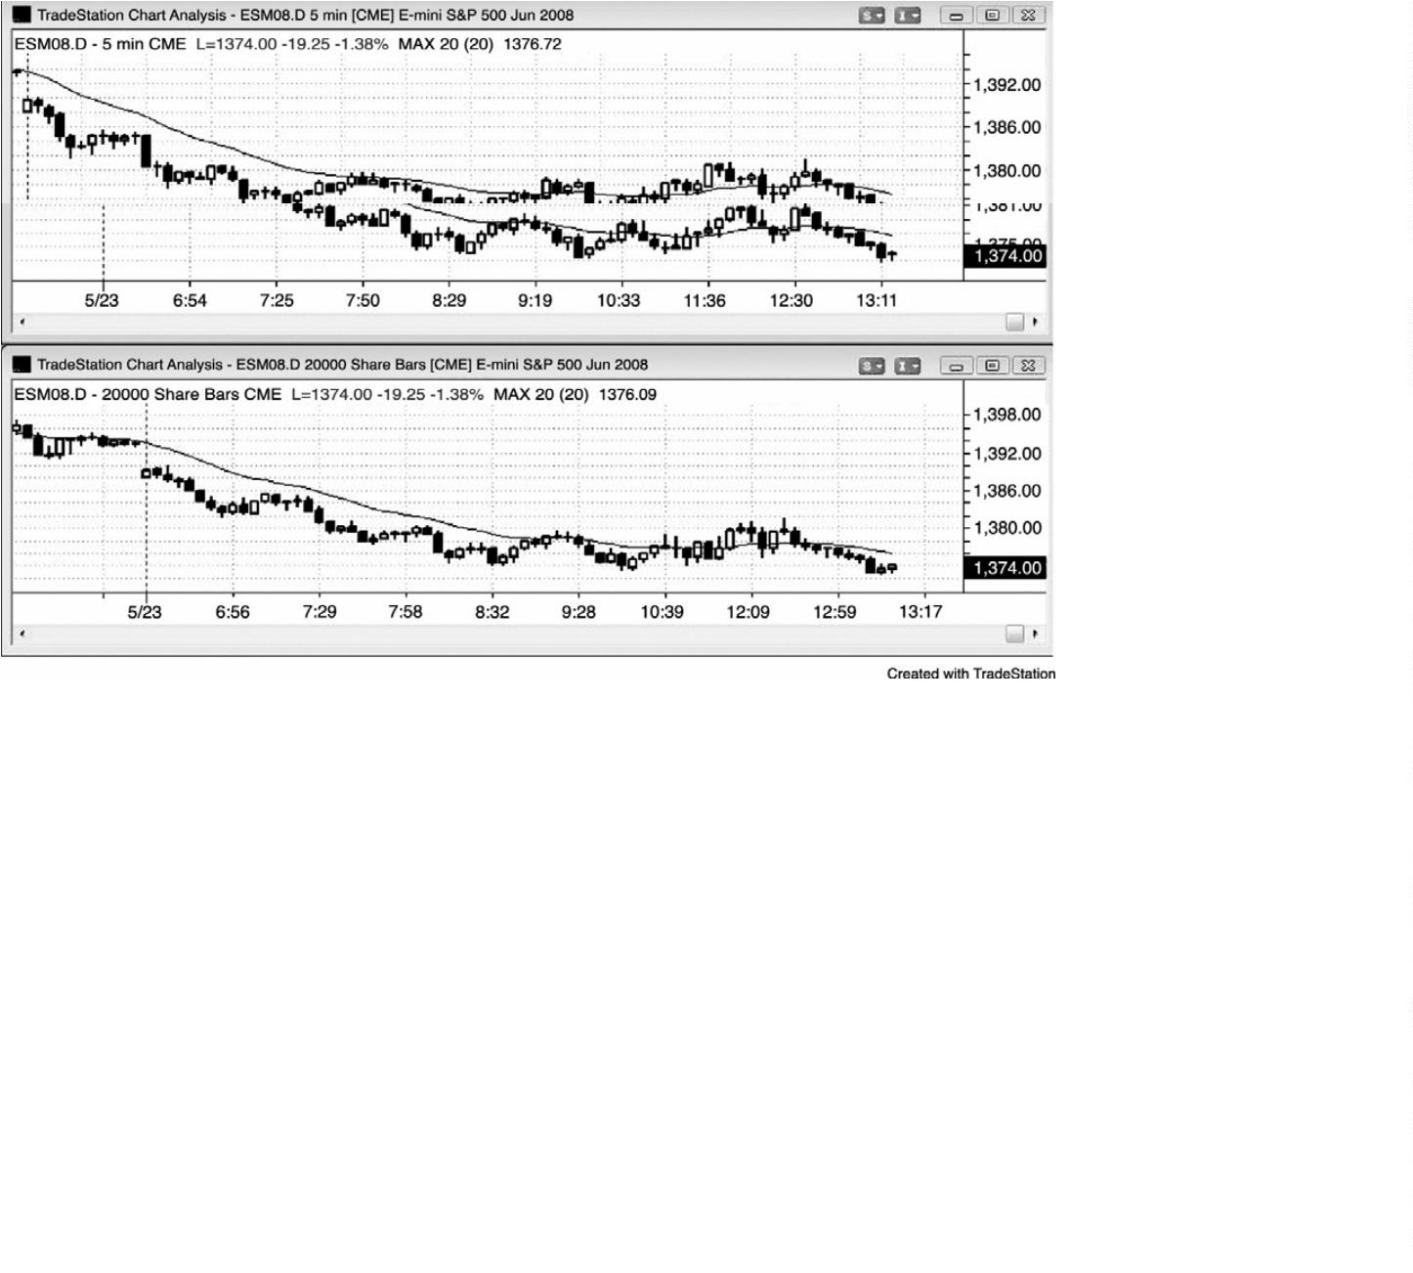 TradeStation Chart Analysis - ESM08.D 5 min [CME] E-mini S&P 500 Jun 2008
ESM08.D - 5 min CME L=1374.00 -19.25 -1.38% MAX 20 (20) 1376.72
1,392.00
1,386.00
1,380.00
1,374.00
5/23 6:54 7:25 7:50 8:29 9:19 10:33 11:36 12:30 13:11
TradeStation Chart Analysis - ESM08.D 20000 Share Bars [CME] E-mini S&P 500 Jun 2008
ESM08.D - 20000 Share Bars CME L=1374.00 -19.25 -1.38% MAX 20 (20) 1376.09
1,398.00
1,392.00
1,386.00
1,380.00
1,374.00
5/23 6:56 7:29 7:58 8:32 9:28 10:39 12:09 12:59 13:17
Created with TradeStation